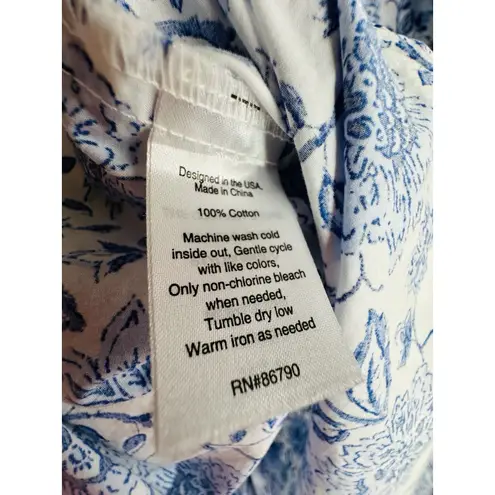 Designed in the USA.
Made in China
100% Cotton
Machine wash cold
inside out, Gentle cycle
with like colors,
Only non-chlorine bleach
when needed,
Tumble dry low
Warm iron as needed
RN#86790